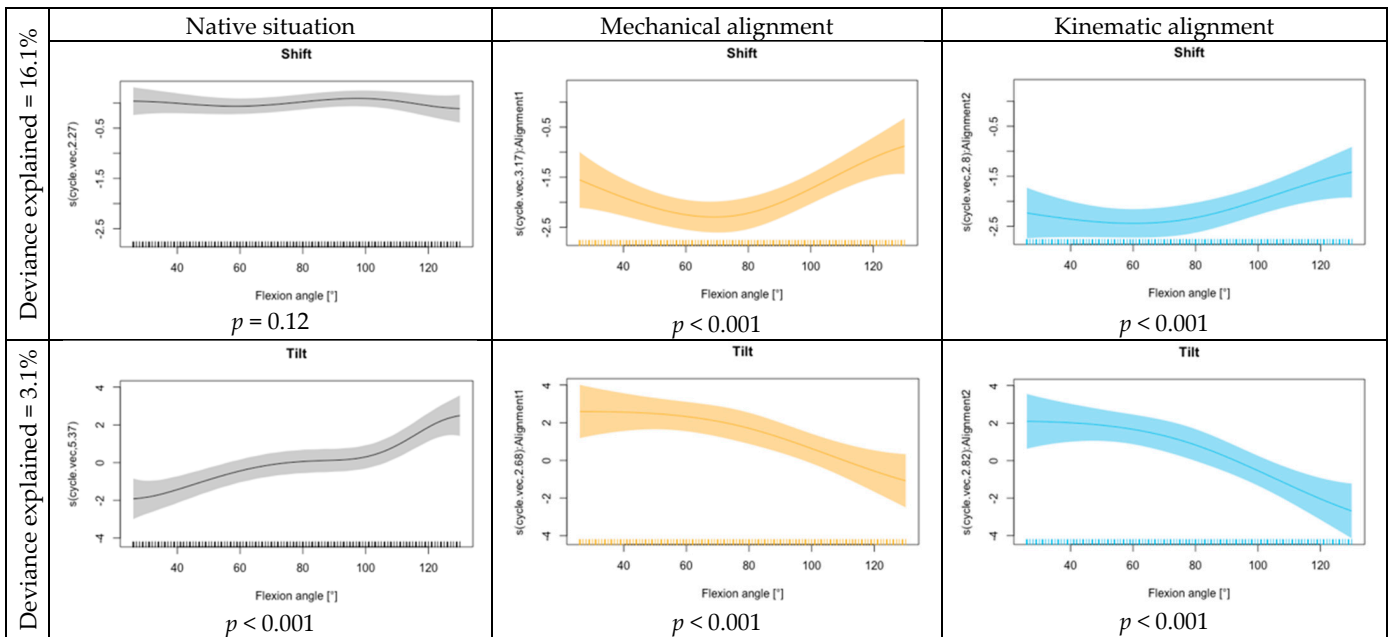 Native situation
Mechanical alignment
Kinematic alignment
Deviance explained = 16.1%
Shift
s(cycle.vec,2.27)
-0.5
-1.5
-2.5
40 60 80 100 120
Flexion angle [°]
p = 0.12
Shift
s(cycle.vec,3.17):Alignment1
-0.5
-1.5
-2.5
40 60 80 100 120
Flexion angle [°]
p < 0.001
Shift
s(cycle.vec,2.8):Alignment2
-0.5
-1.5
-2.5
40 60 80 100 120
Flexion angle [°]
p < 0.001
Deviance explained = 3.1%
Tilt
s(cycle.vec,5.37)
4
2
0
-2
-4
40 60 80 100 120
Flexion angle [°]
p < 0.001
Tilt
s(cycle.vec,2.68):Alignment1
4
2
0
-2
-4
40 60 80 100 120
Flexion angle [°]
p < 0.001
Tilt
s(cycle.vec,2.82):Alignment2
4
2
0
-2
-4
40 60 80 100 120
Flexion angle [°]
p < 0.001